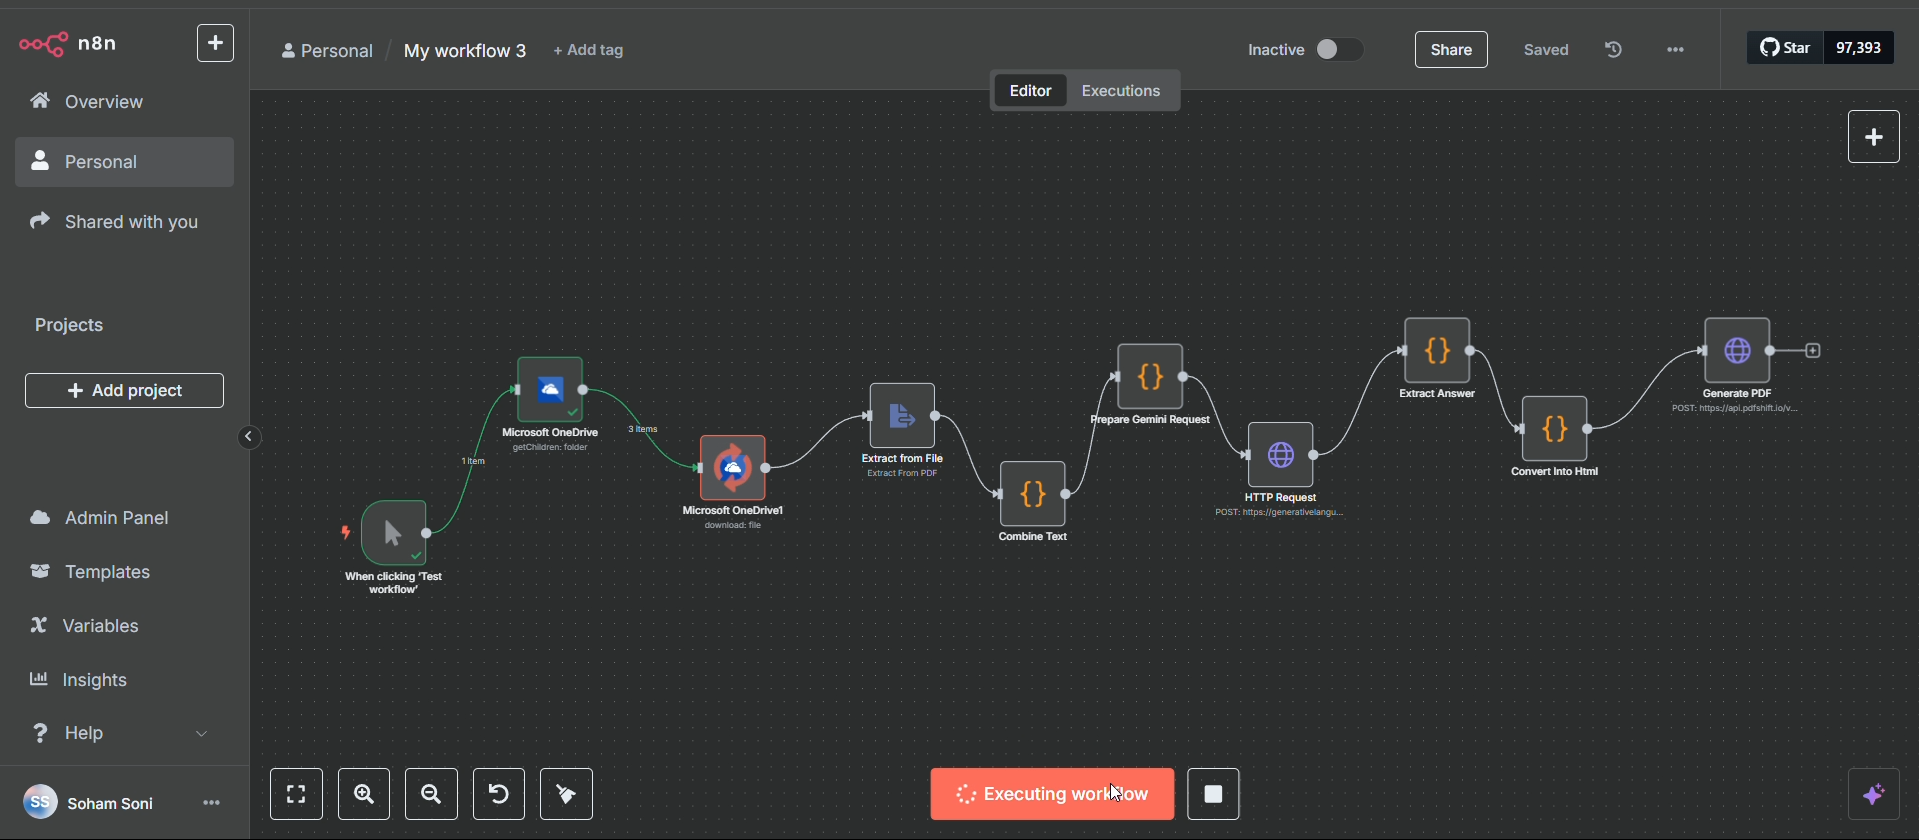 n8n
+
Personal / My workflow 3 + Add tag
Inactive
Share
Saved
Star 97,393
Editor Executions
Overview
Personal
Shared with you
Projects
+ Add project
Admin Panel
Templates
Variables
Insights
Help
SS Soham Soni
When clicking 'Test
workflow'
1 item
Microsoft OneDrive
getChildren: folder
3 items
Microsoft OneDrive1
download: file
Extract from File
Extract From PDF
Combine Text
Prepare Gemini Request
HTTP Request
POST: https://generativelangu...
Extract Answer
Convert Into Html
Generate PDF
POST: https://api.pdfshift.io/v...
Executing workflow